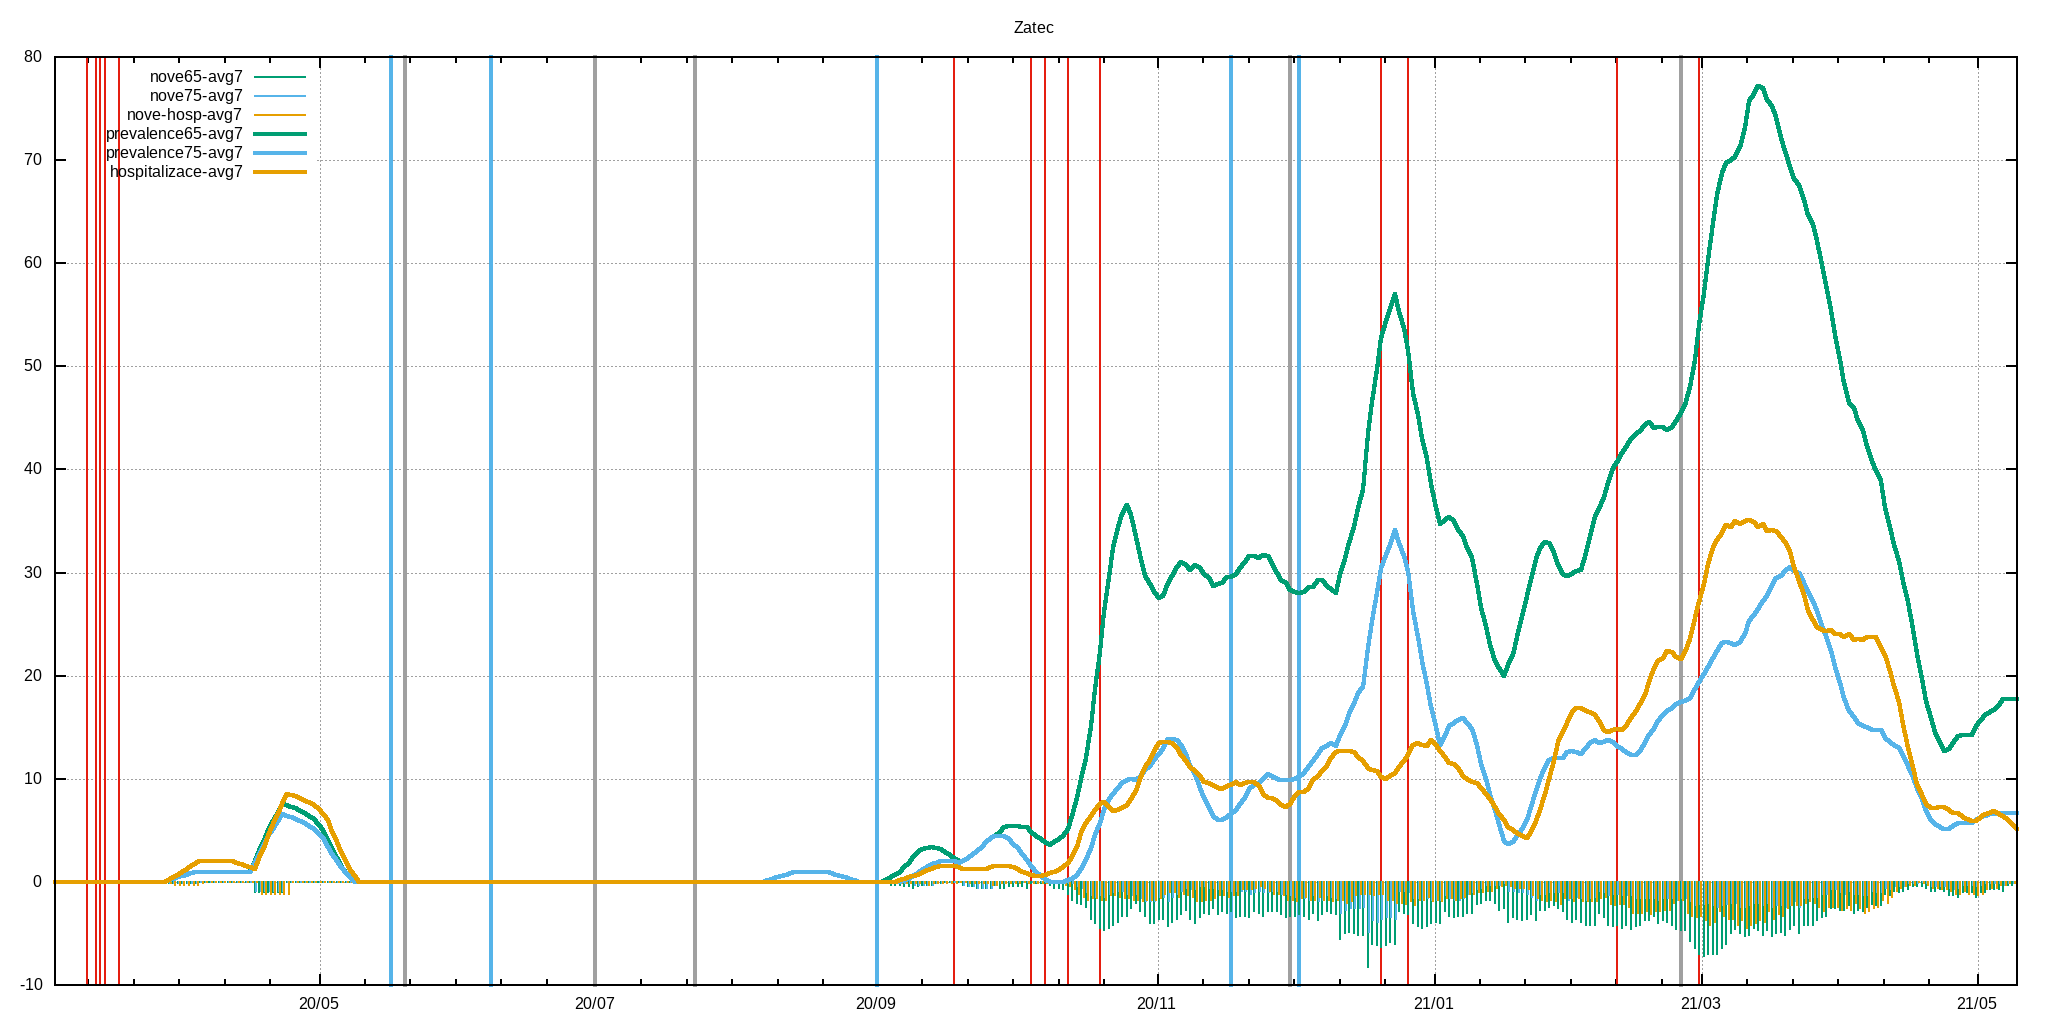 Zatec
80
nove65-avg7
nove75-avg7
nove-hosp-avg7
prevalence65-avg7
prevalence75-avg7
hospitalizace-avg7
70
60
50
40
30
20
10
0
-10
20/05 20/07 20/09 20/11 21/01 21/03 21/05